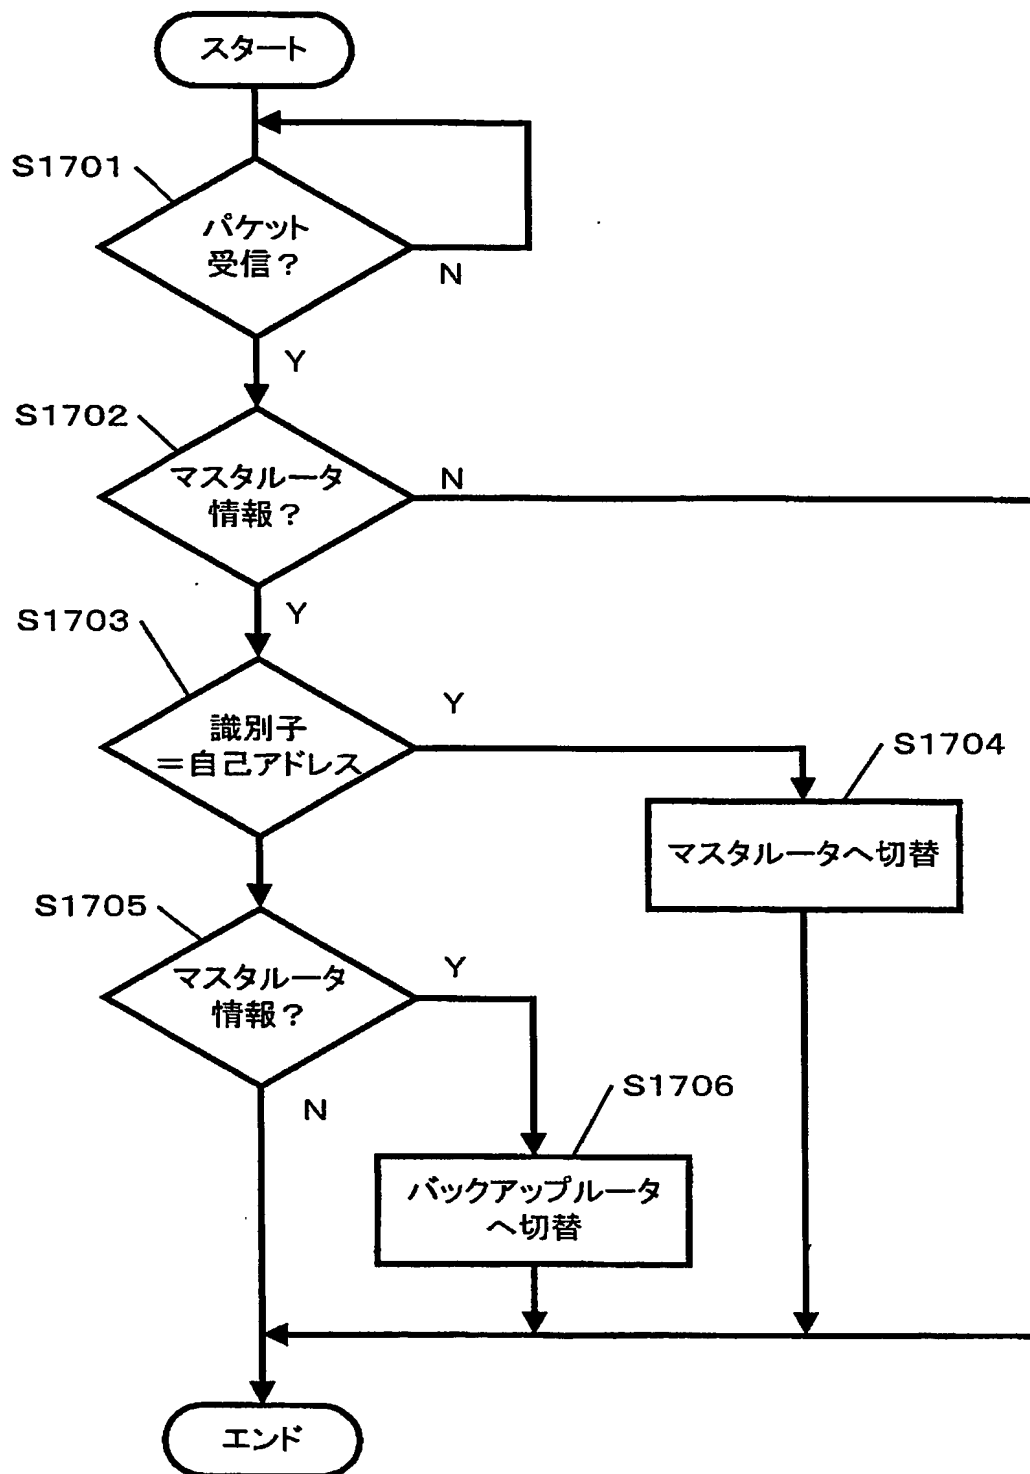 スタート
S1701
パケット
受信？
N
Y
S1702
マスタルータ
情報？
N
Y
S1703
識別子
＝自己アドレス
Y
S1704
マスタルータへ切替
S1705
マスタルータ
情報？
Y
N
S1706
バックアップルータ
へ切替
エンド